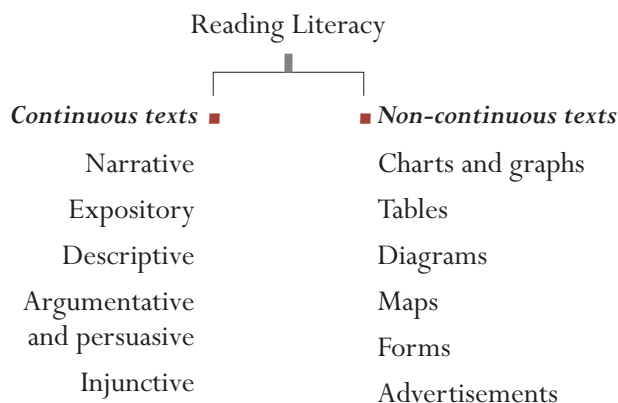 Reading Literacy
Continuous texts
Narrative
Expository
Descriptive
Argumentative
and persuasive
Injunctive
Non-continuous texts
Charts and graphs
Tables
Diagrams
Maps
Forms
Advertisements